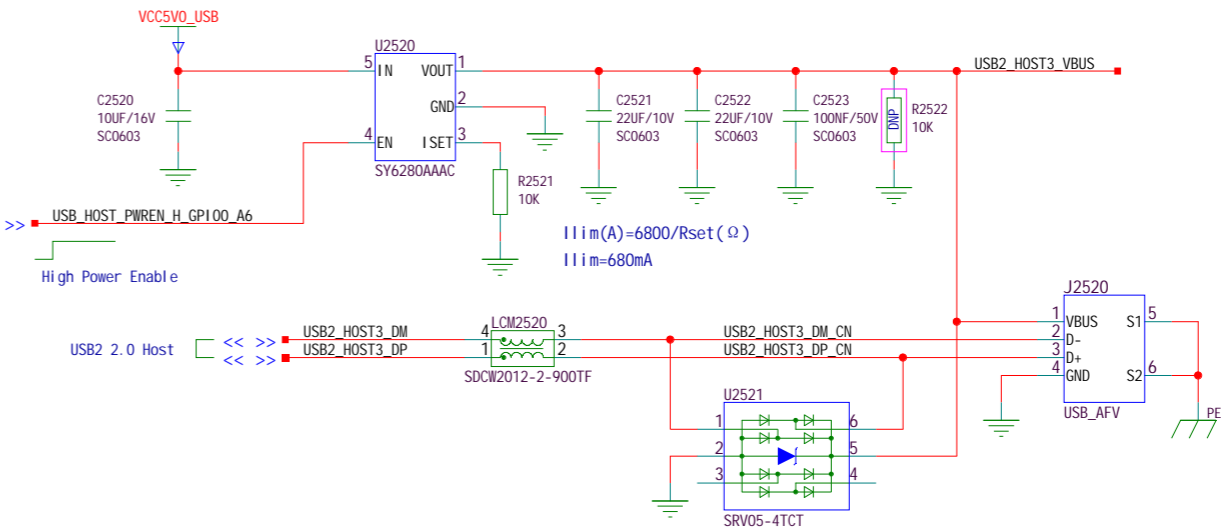 VCC5V0_USB
U2520
5 IN VOUT 1
GND 2
4 EN ISET 3
SY6280AAAC
C2520
10UF/16V
SC0603
C2521
22UF/10V
SC0603
C2522
22UF/10V
SC0603
C2523
100NF/50V
SC0603
DNP
R2522
10K
USB2_HOST3_VBUS
R2521
10K
>> USB_HOST_PWREN_H_GPIO0_A6
High Power Enable
Ilim(A)=6800/Rset(Ω)
Ilim=680mA
USB2 2.0 Host
<< >> USB2_HOST3_DM
<< >> USB2_HOST3_DP
LCM2520
4 3
1 2
SDCW2012-2-900TF
USB2_HOST3_DM_CN
USB2_HOST3_DP_CN
U2521
1 6
2 5
3 4
SRV05-4TCT
J2520
1 VBUS S1 5
2 D-
3 D+
4 GND S2 6
USB_AFV
PE